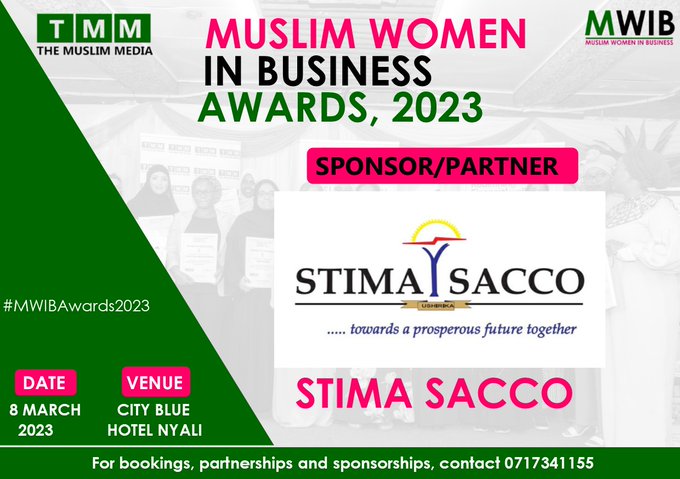 TMM
THE MUSLIM MEDIA
MWIB
MUSLIM WOMEN IN BUSINESS
MUSLIM WOMEN
IN BUSINESS
AWARDS, 2023
SPONSOR/PARTNER
STIMA SACCO
USHIRIKA
..... towards a prosperous future together
#MWIBAwards2023
STIMA SACCO
DATE
8 MARCH
2023
VENUE
CITY BLUE
HOTEL NYALI
For bookings, partnerships and sponsorships, contact 0717341155